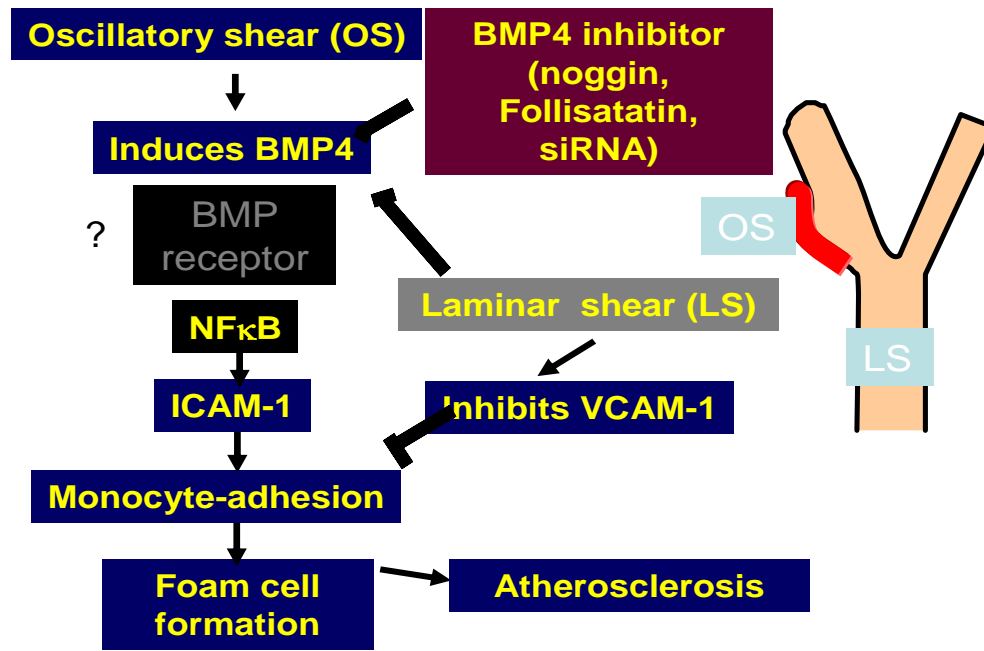 Oscillatory shear (OS)
BMP4 inhibitor
(noggin,
Follisatatin,
siRNA)
Induces BMP4
?
BMP
receptor
OS
Laminar  shear (LS)
NFκB
LS
ICAM-1
Inhibits VCAM-1
Monocyte-adhesion
Foam cell
formation
Atherosclerosis